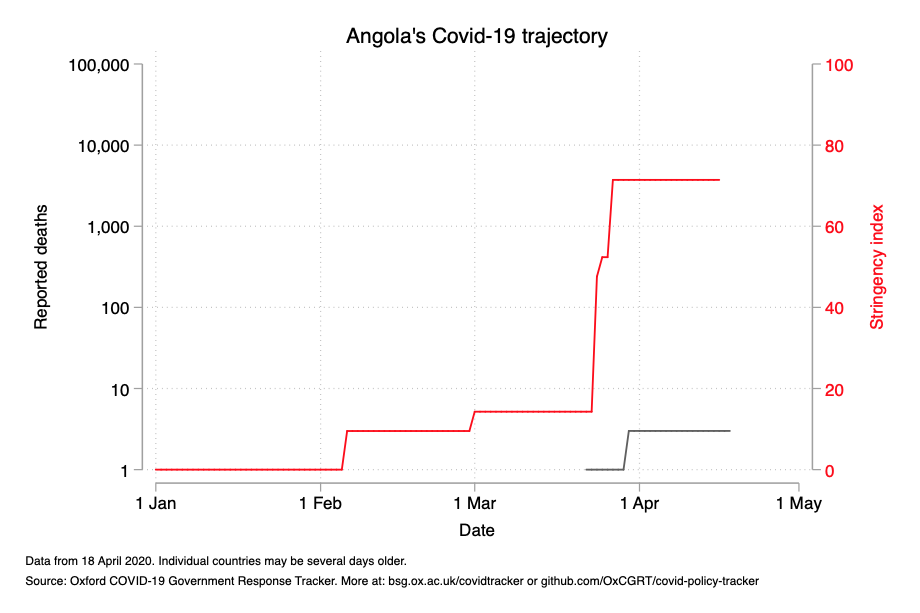 Angola's Covid-19 trajectory
100,000
10,000
1,000
100
10
1
Reported deaths
100
80
60
40
20
0
Stringency index
1 Jan
1 Feb
1 Mar
1 Apr
1 May
Date
Data from 18 April 2020. Individual countries may be several days older.
Source: Oxford COVID-19 Government Response Tracker. More at: bsg.ox.ac.uk/covidtracker or github.com/OxCGRT/covid-policy-tracker